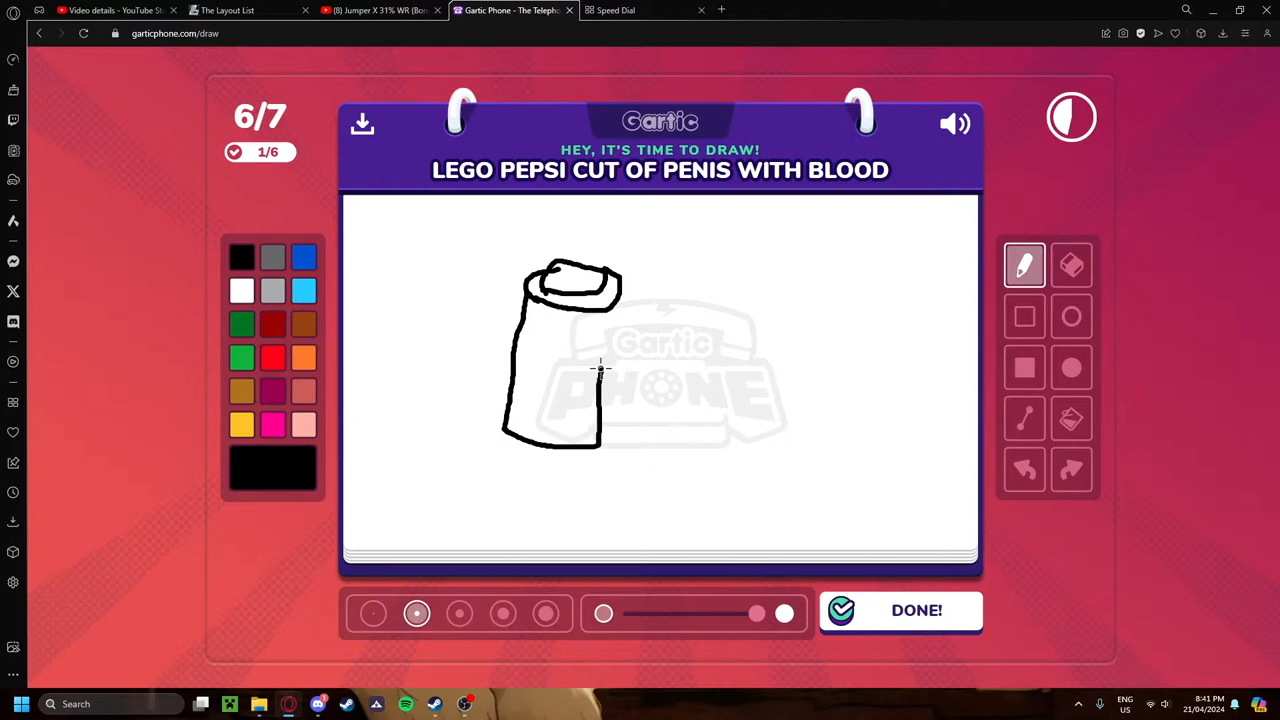 Video details - YouTube St
The Layout List
(8) Jumper X 31% WR (Bon
Gartic Phone - The Teleph
Speed Dial
garticphone.com/draw
6/7
1/6
Gartic
HEY, IT'S TIME TO DRAW!
LEGO PEPSI CUT OF PENIS WITH BLOOD
Gartic
PHONE
DONE!
Search
ENG
US
8:41 PM
21/04/2024